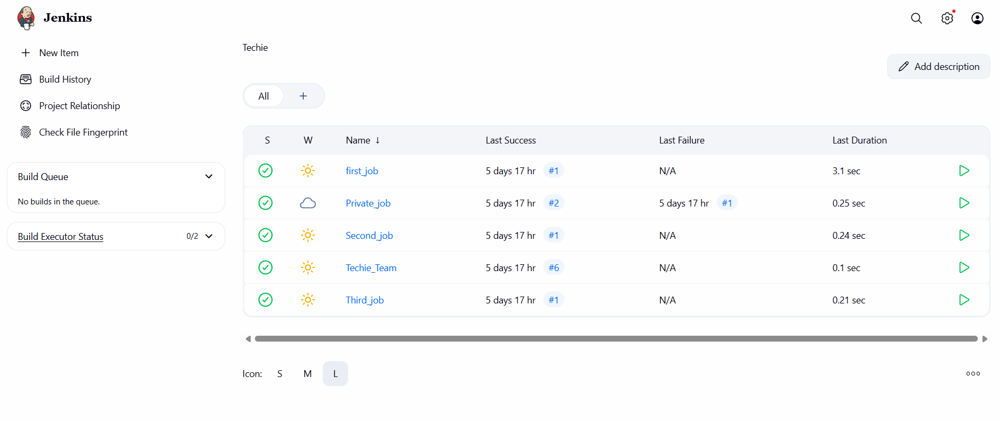 Jenkins
New Item
Build History
Project Relationship
Check File Fingerprint
Build Queue
No builds in the queue.
Build Executor Status 0/2
Techie
Add description
All +
S W Name ↓ Last Success Last Failure Last Duration
first_job 5 days 17 hr #1 N/A 3.1 sec
Private_job 5 days 17 hr #2 5 days 17 hr #1 0.25 sec
Second_job 5 days 17 hr #1 N/A 0.24 sec
Techie_Team 5 days 17 hr #6 N/A 0.1 sec
Third_job 5 days 17 hr #1 N/A 0.21 sec
Icon: S M L